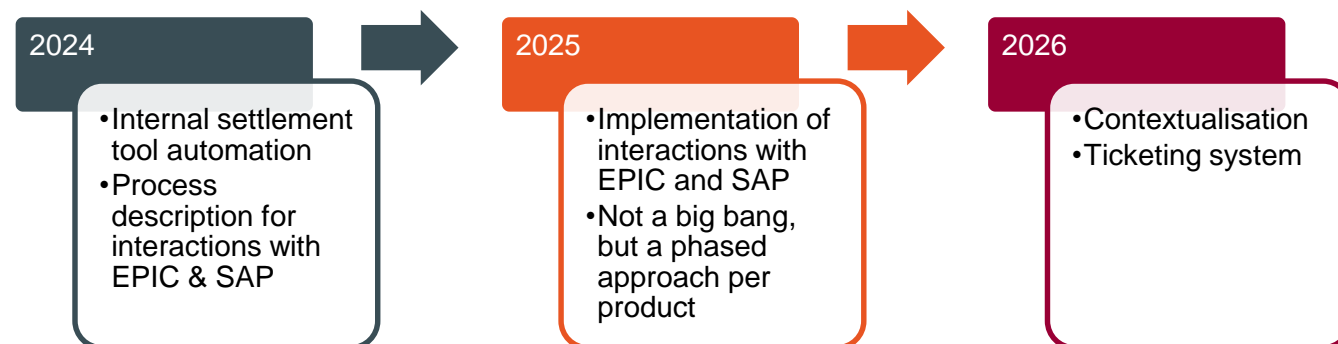 2024
•Internal settlement
tool automation
•Process
description for
interactions with
EPIC & SAP
2025
•Implementation of
interactions with
EPIC and SAP
•Not a big bang,
but a phased
approach per
product
2026
•Contextualisation
•Ticketing system